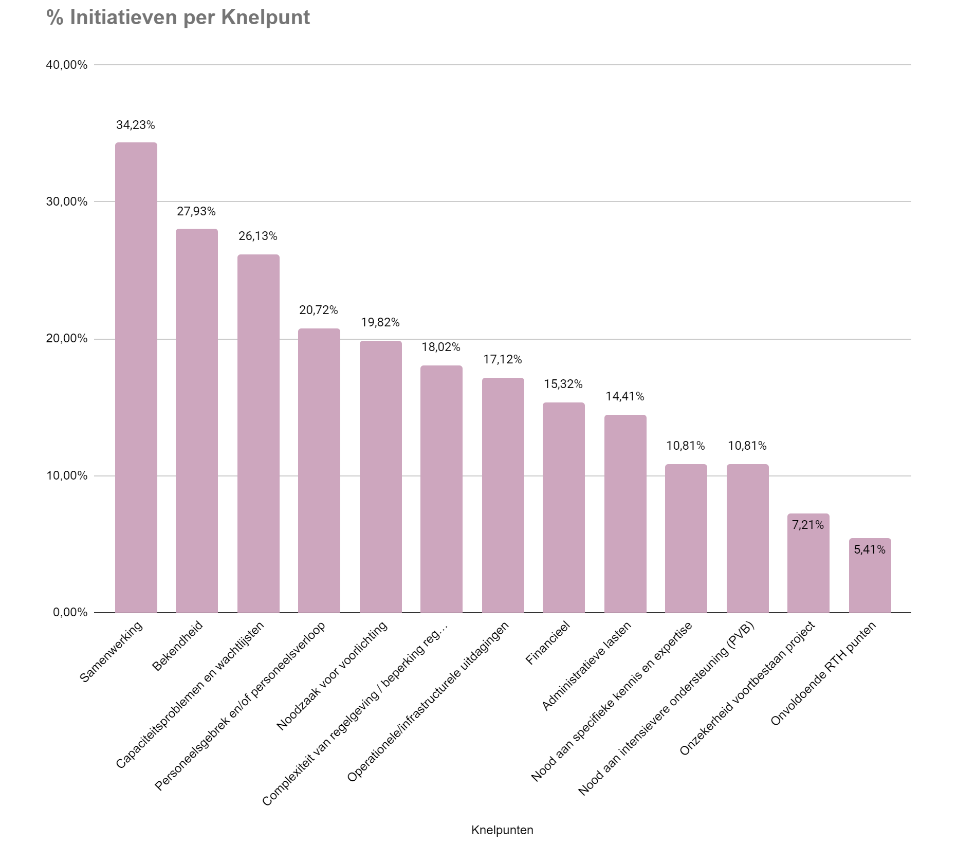 % Initiatieven per Knelpunt
40,00%
30,00%
20,00%
10,00%
0,00%
34,23%
27,93%
26,13%
20,72%
19,82%
18,02%
17,12%
15,32%
14,41%
10,81%
10,81%
7,21%
5,41%
Samenwerking
Bekendheid
Capaciteitsproblemen en wachtlijsten
Personeelsgebrek en/of personeelsverloop
Noodzaak voor voorlichting
Complexiteit van regelgeving / beperking reg…
Operationele/infrastructurele uitdagingen
Financieel
Administratieve lasten
Nood aan specifieke kennis en expertise
Nood aan intensievere ondersteuning (PVB)
Onzekerheid voortbestaan project
Onvoldoende RTH punten
Knelpunten